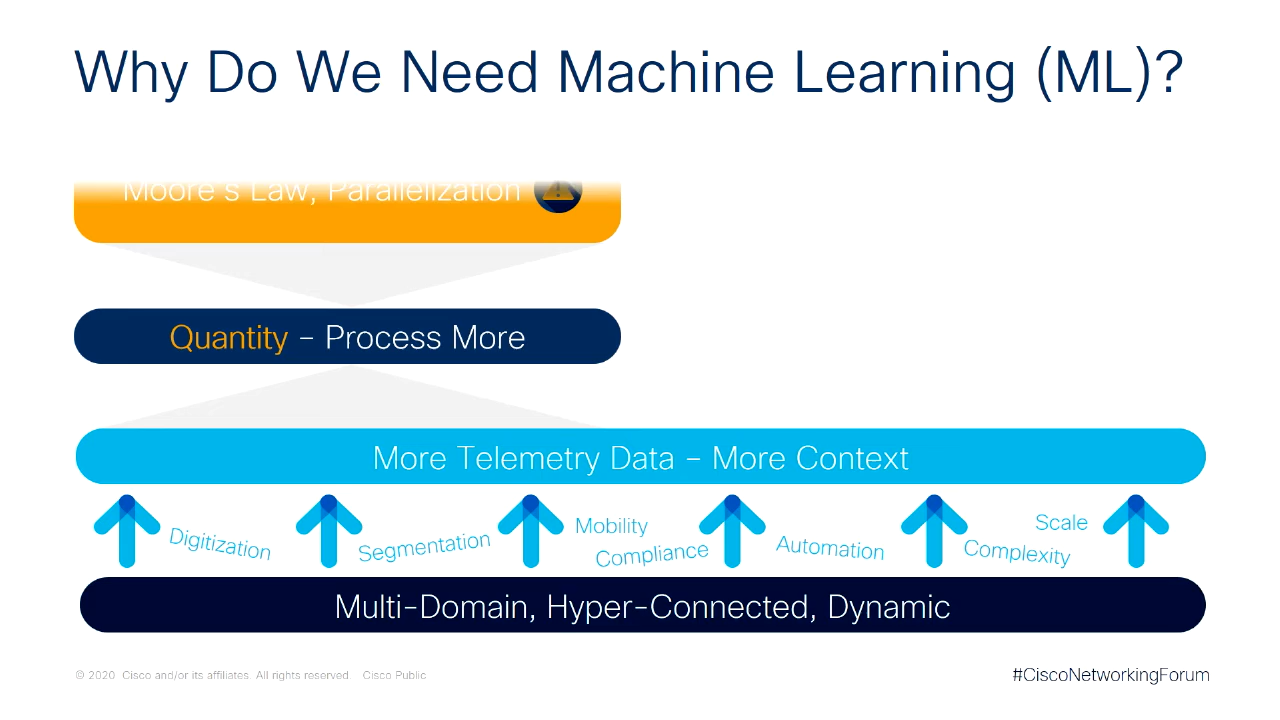 Why Do We Need Machine Learning (ML)?
Moore's Law, Parallelization
Quantity – Process More
More Telemetry Data – More Context
Digitization
Segmentation
Mobility
Compliance
Automation
Scale
Complexity
Multi-Domain, Hyper-Connected, Dynamic
© 2020 Cisco and/or its affiliates. All rights reserved. Cisco Public
#CiscoNetworkingForum